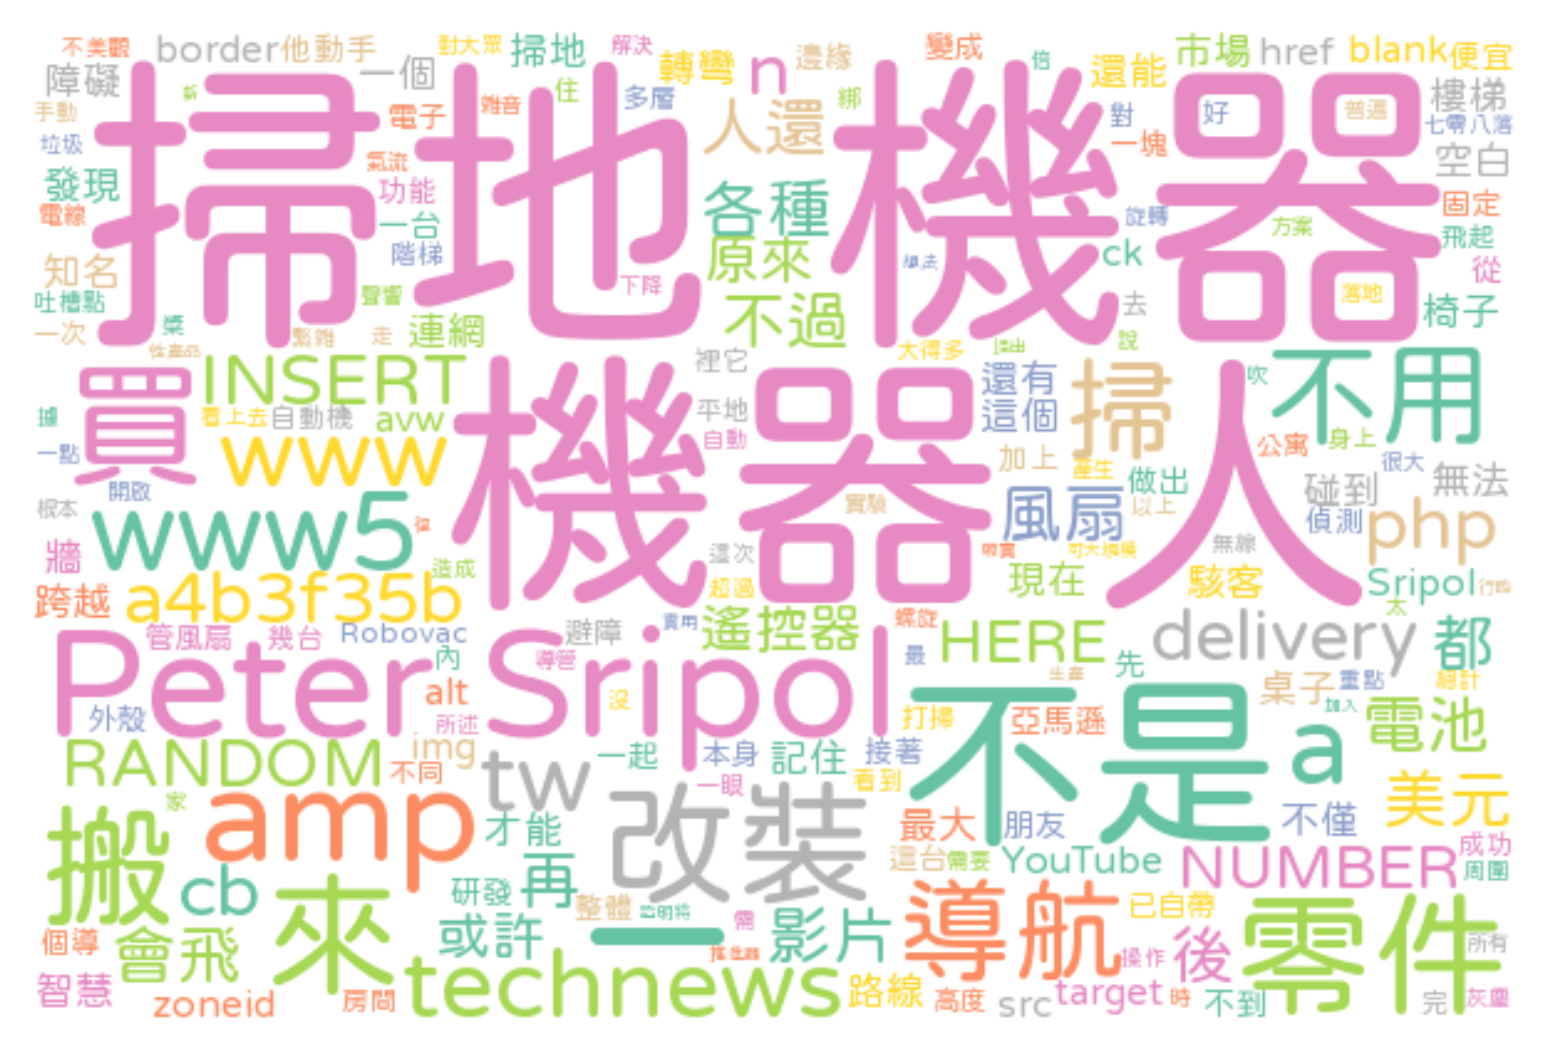 不美觀 border 他動手 對大眾 掃地 解決 轉彎 n 邊緣 變成 倍 還能 市場 href blank 便宜
障礙 一個 住 多層 綁 樓梯
手動 電子 雜音 人還 對 好 普遍 七零八落
垃圾 氣流 一塊 空白
掃地機器
發現 功能 各種 固定
電線 一台 旋轉 方案 飛起
知名 階梯 原來 ck 從
吐槽點 聲響 下降 不過 去 落地 椅子
一次 繁雜 走 連網 說
性產品 大得多
買 INSERT 機器人 裡它 還有 掃 吹 不用
據 看上去 自動機 avw 平地 這個
一點 www 自動 加上 產生 公寓 身上 很大
開啟 做出 碰到 無法
根本 www5 實驗 風扇 以上 偵測 php
牆 造成 這次 可大規模 無線
跨越 a4b3f35b 超過 現在 駭客 Sripol
管風扇 幾台 Robovac 避障 實用 遙控器 螺旋 HERE 先 太 delivery 都
Peter Sripol 內 導管 最 生產
外殼 alt 沒 打掃 不是 亞馬遜 桌子 重點 總計
所述 加入 電池
RANDOM img 一起 本身 記住 接著 a
不同 tw 一眼 看到 美元
搬 家 amp 才能 改裝 最大 朋友 不僅
cb 來 再 這台 需要 YouTube NUMBER 成功
研發 周圍
個導 會飛 或許 整體 一 需 影片 導航 已自帶 後 零件 所有
智慧 technews 路線 操作
zoneid 房間 高度 src target 時 不到 完 灰塵